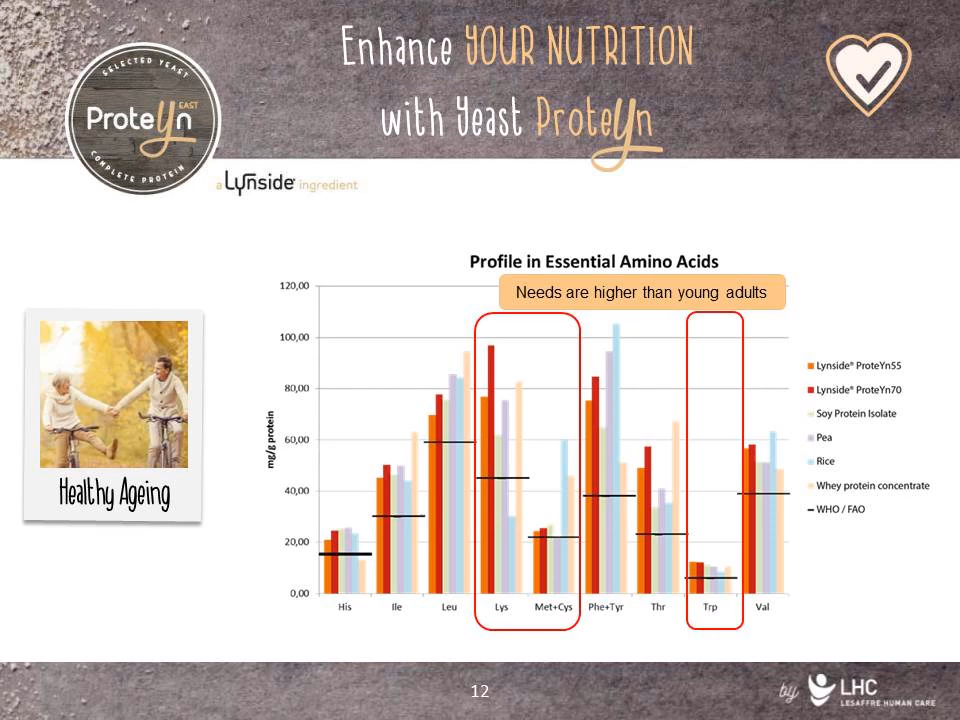 Enhance YOUR NUTRITION
with Yeast ProteYn
SELECTED YEAST
EAST
ProteYn
COMPLETE PROTEIN
a Lynside® ingredient
Profile in Essential Amino Acids
Needs are higher than young adults
120,00
100,00
80,00
60,00
40,00
20,00
0,00
mg/g protein
His Ile Leu Lys Met+Cys Phe+Tyr Thr Trp Val
Lynside® ProteYn55
Lynside® ProteYn70
Soy Protein Isolate
Pea
Rice
Whey protein concentrate
WHO / FAO
Healthy Ageing
12
by LHC
LESAFFRE HUMAN CARE